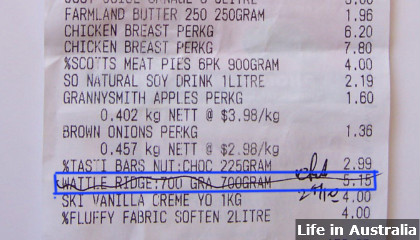 FARMLAND BUTTER 250 250GRAM 1.96
CHICKEN BREAST PERKG 6.20
CHICKEN BREAST PERKG 7.80
%SCOTTS MEAT PIES 6PK 900GRAM 4.00
SO NATURAL SOY DRINK 1LITRE 2.19
GRANNYSMITH APPLES PERKG 1.60
0.402 kg NETT @ $3.98/kg
BROWN ONIONS PERKG 1.36
0.457 kg NETT @ $2.98/kg
%TASTI BARS NUT:CHOC 225GRAM 2.99
WATTLE RIDGE:700 GRA 700GRAM 5.15
SKI VANILLA CREME YO 1KG 4.00
%FLUFFY FABRIC SOFTEN 2LITRE 4.00
Life in Australia